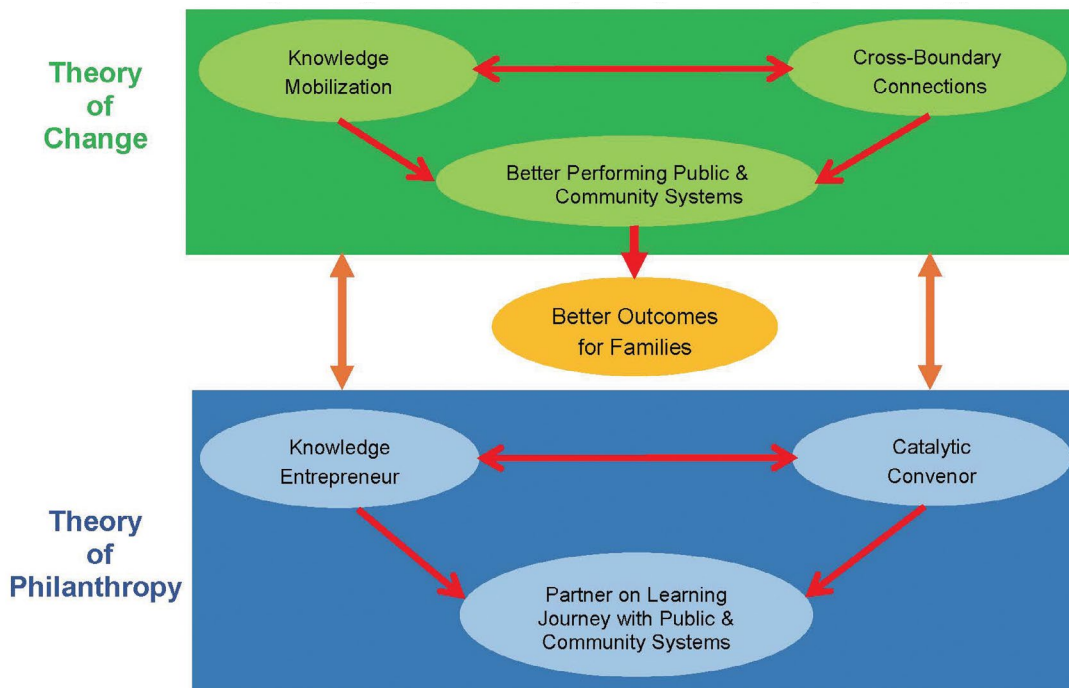 Theory
of
Change
Knowledge
Mobilization
Cross-Boundary
Connections
Better Performing Public &
Community Systems
Better Outcomes
for Families
Theory
of
Philanthropy
Knowledge
Entrepreneur
Catalytic
Convenor
Partner on Learning
Journey with Public &
Community Systems